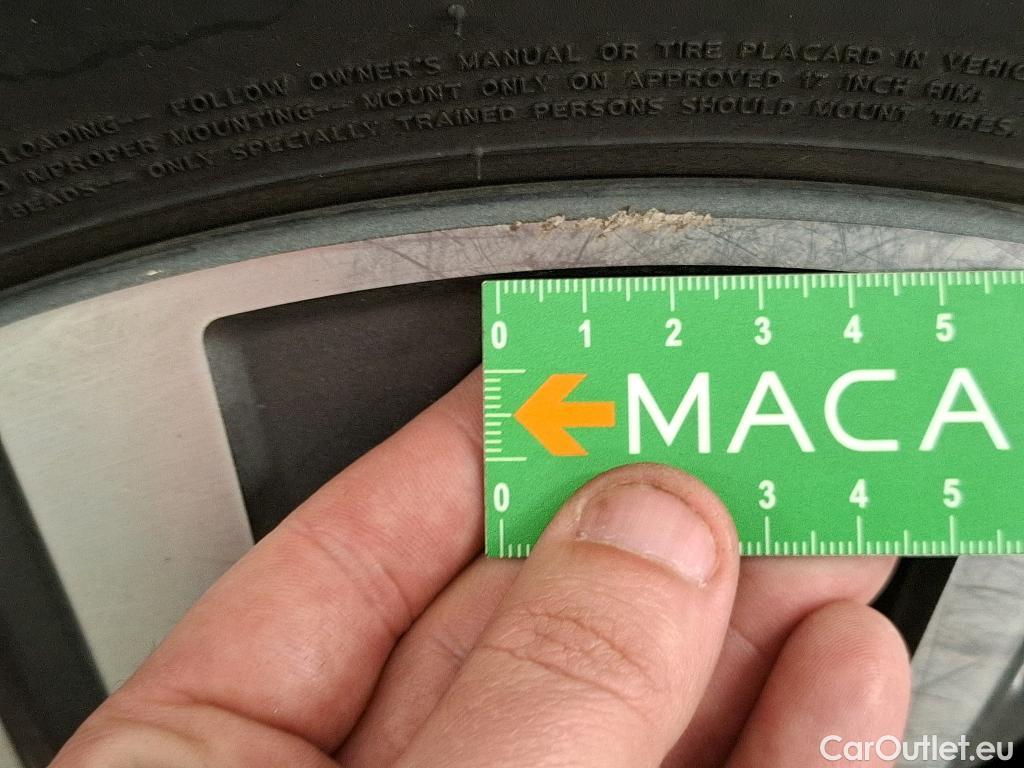 LOADING-- FOLLOW OWNER'S MANUAL OR TIRE PLACARD IN VEHIC
IMPROPER MOUNTING-- MOUNT ONLY ON APPROVED 17 INCH RIM.
BEADS-- ONLY SPECIALLY TRAINED PERSONS SHOULD MOUNT TIRES.
0 1 2 3 4 5
MACA
0 3 4 5
CarOutlet.eu